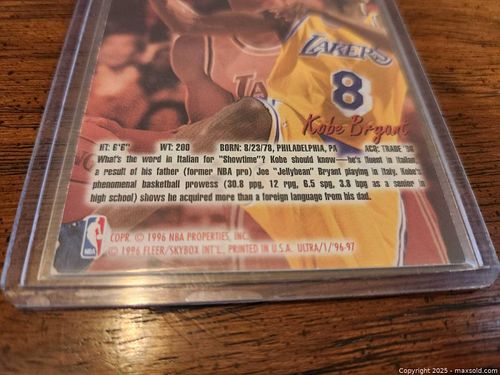 LAKERS
8
Kobe Bryant
HT: 6'6" WT: 200 BORN: 8/23/78, PHILADELPHIA, PA ACQ: TRADE '96
What's the word in Italian for "Showtime"? Kobe should know—he's fluent in Italian,
a result of his father (former NBA pro) Joe "Jellybean" Bryant playing in Italy. Kobe's
phenomenal basketball prowess (30.8 ppg, 12 rpg, 6.5 apg, 3.8 bpg as a senior in
high school) shows he acquired more than a foreign language from his dad.
NBA
COPR. © 1996 NBA PROPERTIES, INC.
© 1996 FLEER/SKYBOX INT'L., PRINTED IN U.S.A. ULTRA/1/'96-97
Copyright 2025 - maxsold.com